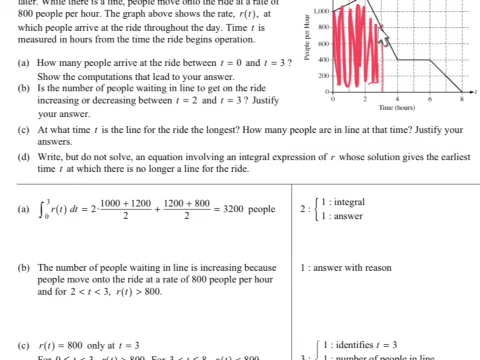 later. While there is a line, people move onto the ride at a rate of
800 people per hour. The graph above shows the rate, r(t), at
which people arrive at the ride throughout the day. Time t is
measured in hours from the time the ride begins operation.
(a) How many people arrive at the ride between t = 0 and t = 3 ?
Show the computations that lead to your answer.
(b) Is the number of people waiting in line to get on the ride
increasing or decreasing between t = 2 and t = 3 ? Justify
your answer.
People per Hour
1,000
800
600
400
200
0
2
4
6
8
t
Time (hours)
(c) At what time t is the line for the ride the longest? How many people are in line at that time? Justify your
answers.
(d) Write, but do not solve, an equation involving an integral expression of r whose solution gives the earliest
time t at which there is no longer a line for the ride.
(a) ∫₀³ r(t) dt = 2·(1000 + 1200)/2 + (1200 + 800)/2 = 3200 people
2 : { 1 : integral
1 : answer
(b) The number of people waiting in line is increasing because
people move onto the ride at a rate of 800 people per hour
and for 2 < t < 3, r(t) > 800.
1 : answer with reason
(c) r(t) = 800 only at t = 3
For 0 ≤ t < 3, r(t) > 800. For 3 < t ≤ 8, r(t) < 800
3 : { 1 : identifies t = 3
1 : number of people in line